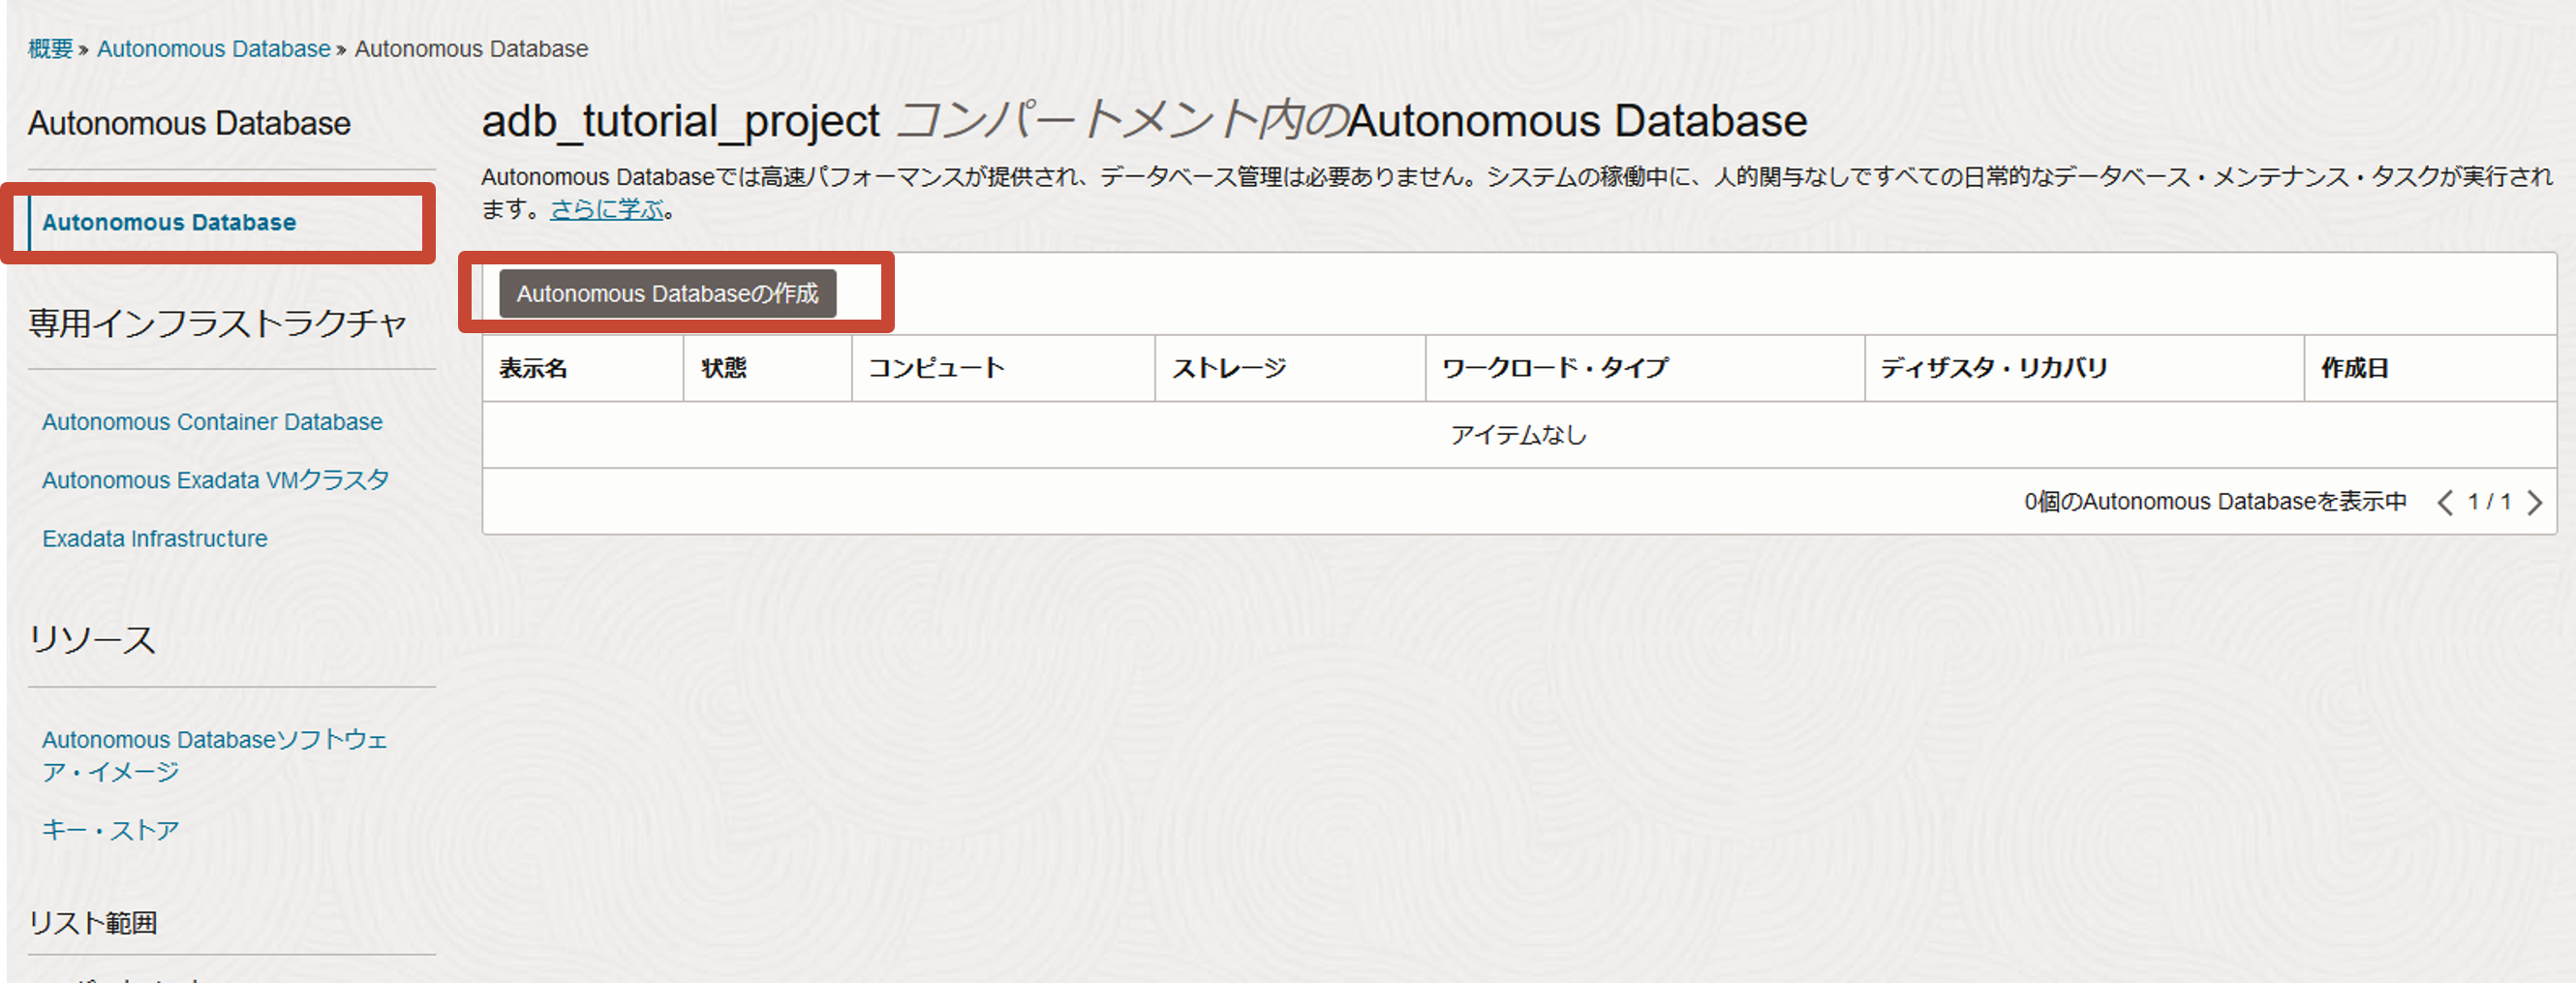 概要 » Autonomous Database » Autonomous Database
Autonomous Database
Autonomous Database
専用インフラストラクチャ
Autonomous Container Database
Autonomous Exadata VMクラスタ
Exadata Infrastructure
リソース
Autonomous Databaseソフトウェ
ア・イメージ
キー・ストア
リスト範囲
adb_tutorial_project コンパートメント内のAutonomous Database
Autonomous Databaseでは高速パフォーマンスが提供され、データベース管理は必要ありません。システムの稼働中に、人的関与なしですべての日常的なデータベース・メンテナンス・タスクが実行され
ます。さらに学ぶ。
Autonomous Databaseの作成
表示名 状態 コンピュート ストレージ ワークロード・タイプ ディザスタ・リカバリ 作成日
アイテムなし
0個のAutonomous Databaseを表示中 < 1 / 1 >